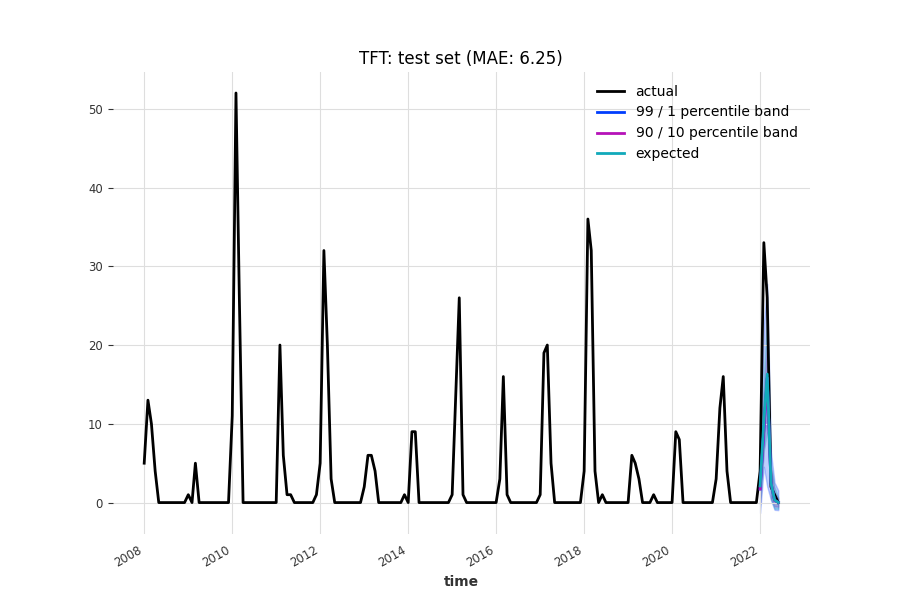 TFT: test set (MAE: 6.25)
actual
99 / 1 percentile band
90 / 10 percentile band
expected
50
40
30
20
10
0
2008
2010
2012
2014
2016
2018
2020
2022
time